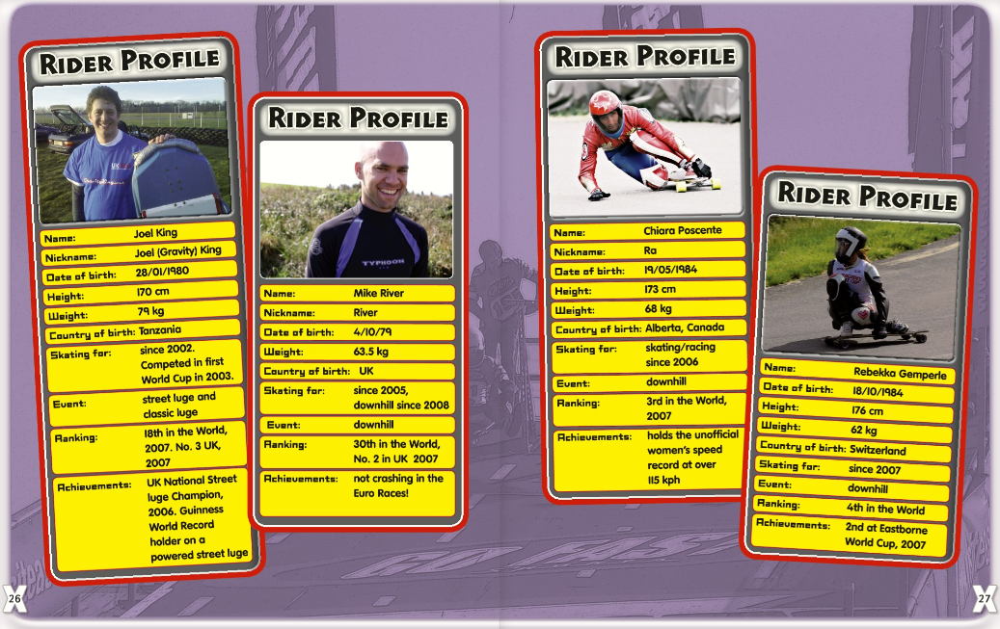 RIDER PROFILE
Name: Joel King
Nickname: Joel (Gravity) King
Date of birth: 28/01/1980
Height: 170 cm
Weight: 79 kg
Country of birth: Tanzania
Skating for: since 2002.
Competed in first
World Cup in 2003.
Event: street luge and
classic luge
Ranking: 18th in the World,
2007. No. 3 UK,
2007
Achievements: UK National Street
luge Champion,
2006. Guinness
World Record
holder on a
powered street luge
RIDER PROFILE
TYPHOON
Name: Mike River
Nickname: River
Date of birth: 4/10/79
Weight: 63.5 kg
Country of birth: UK
Skating for: since 2005,
downhill since 2008
Event: downhill
Ranking: 30th in the World,
No. 2 in UK 2007
Achievements: not crashing in the
Euro Races!
RIDER PROFILE
Name: Chiara Poscente
Nickname: Ra
Date of birth: 19/05/1984
Height: 173 cm
Weight: 68 kg
Country of birth: Alberta, Canada
Skating for: skating/racing
since 2006
Event: downhill
Ranking: 3rd in the World,
2007
Achievements: holds the unofficial
women's speed
record at over
115 kph
RIDER PROFILE
Name: Rebekka Gemperle
Date of birth: 18/10/1984
Height: 176 cm
Weight: 62 kg
Country of birth: Switzerland
Skating for: since 2007
Event: downhill
Ranking: 4th in the World
Achievements: 2nd at Eastborne
World Cup, 2007
26
27